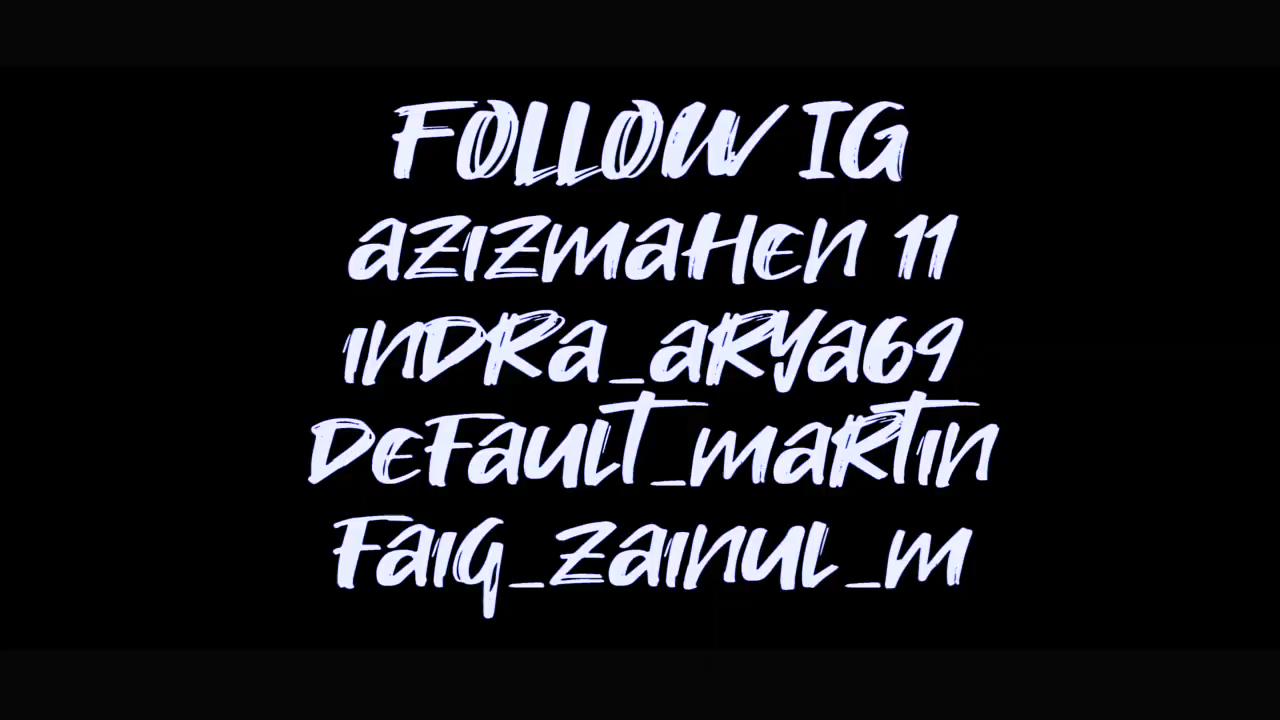 FOLLOW IG
azizmahen 11
indra_arya69
default_martin
faiq_zainul_m